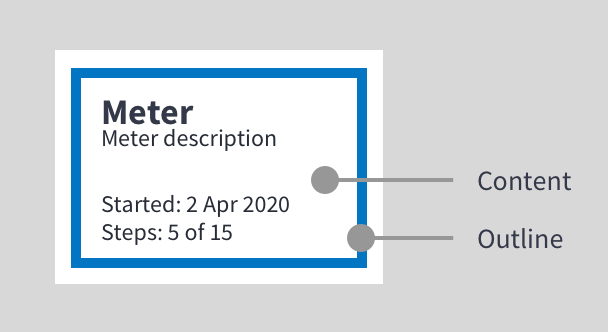 Meter
Meter description
Started: 2 Apr 2020
Steps: 5 of 15
Content
Outline